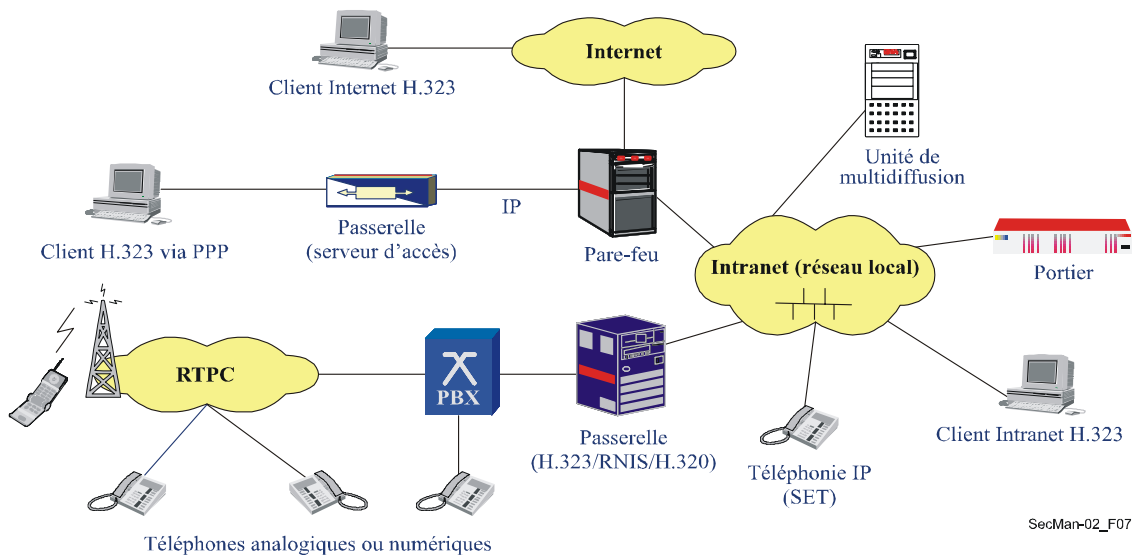 Internet
Client Internet H.323
Unité de
multidiffusion
IP
Passerelle
(serveur d'accès)
Client H.323 via PPP
Pare-feu
Intranet (réseau local)
Portier
RTPC
PBX
Passerelle
(H.323/RNIS/H.320)
Téléphonie IP
(SET)
Client Intranet H.323
Téléphones analogiques ou numériques
SecMan-02_F07